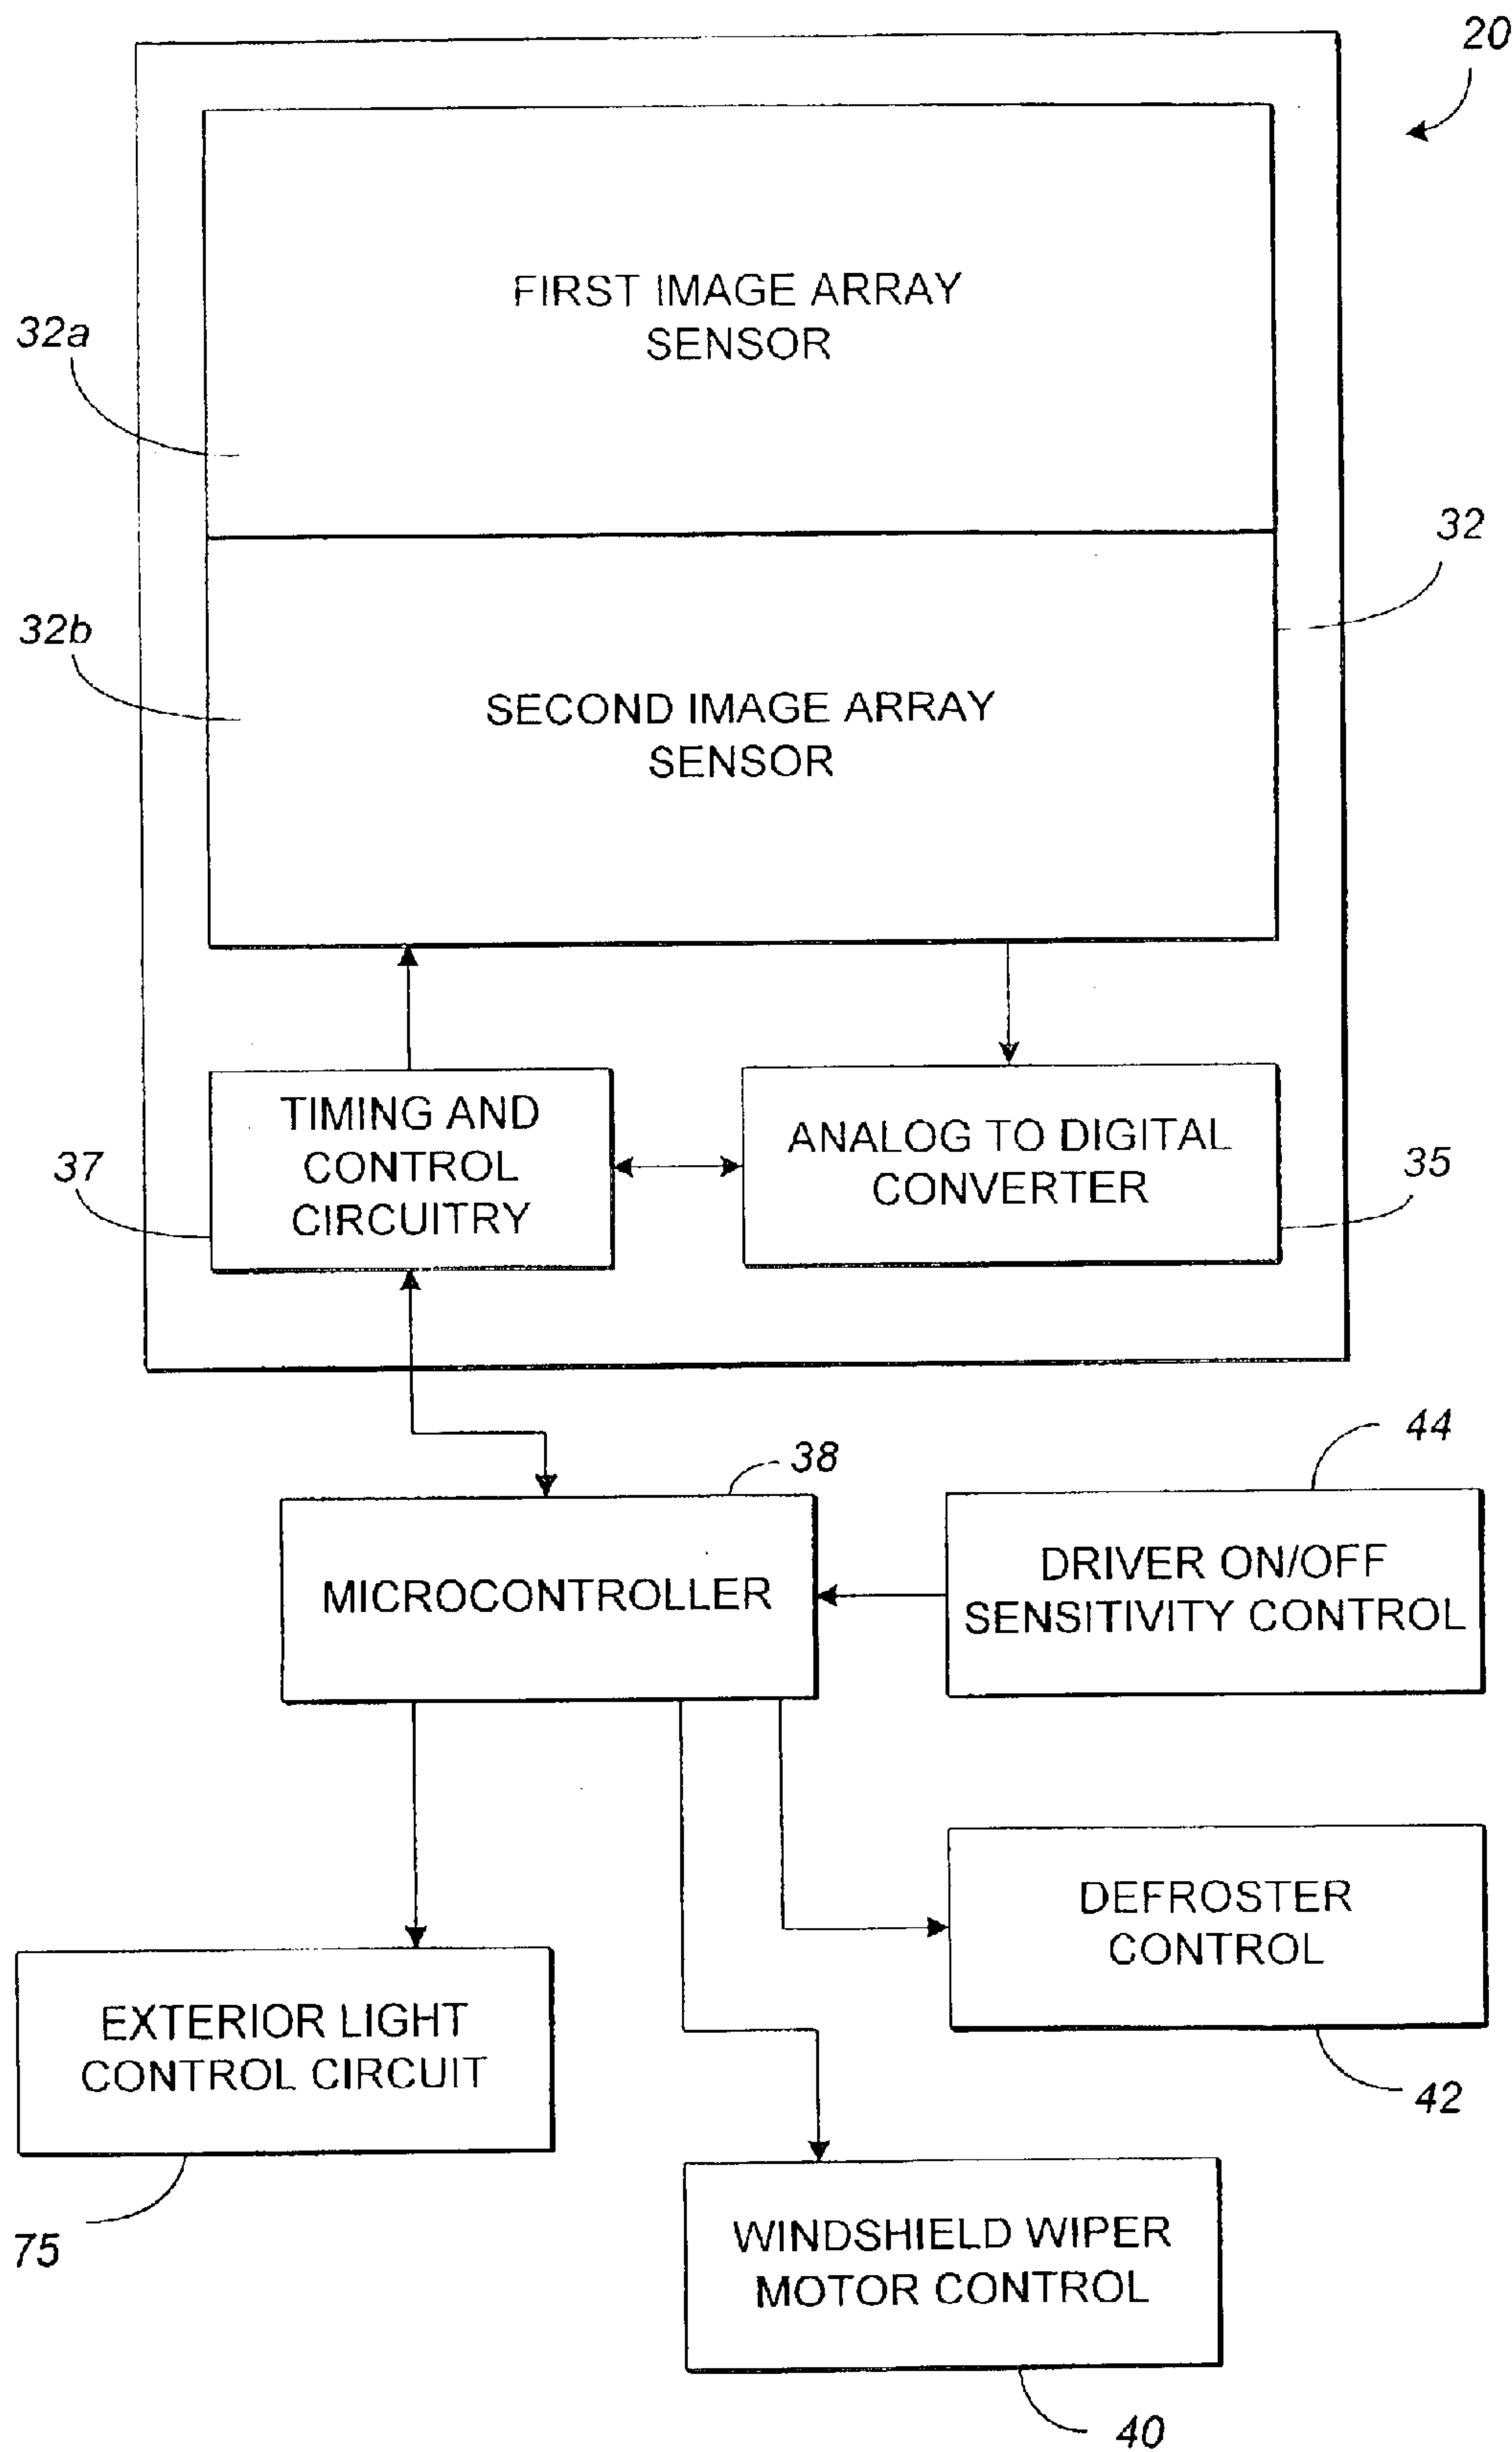 20
FIRST IMAGE ARRAY
SENSOR
32a
32
32b
SECOND IMAGE ARRAY
SENSOR
TIMING AND
CONTROL
CIRCUITRY
37
ANALOG TO DIGITAL
CONVERTER
35
44
38
MICROCONTROLLER
DRIVER ON/OFF
SENSITIVITY CONTROL
DEFROSTER
CONTROL
42
EXTERIOR LIGHT
CONTROL CIRCUIT
75
WINDSHIELD WIPER
MOTOR CONTROL
40